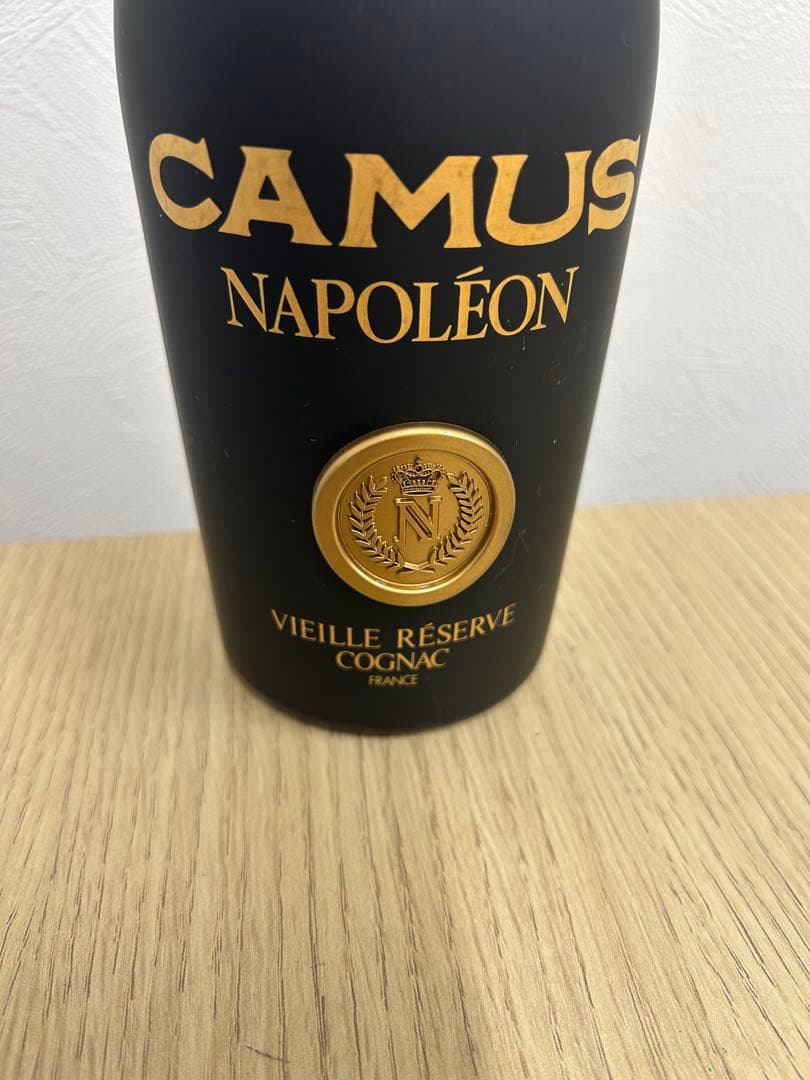 CAMUS
NAPOLÉON
N
VIEILLE RÉSERVE
COGNAC
FRANCE